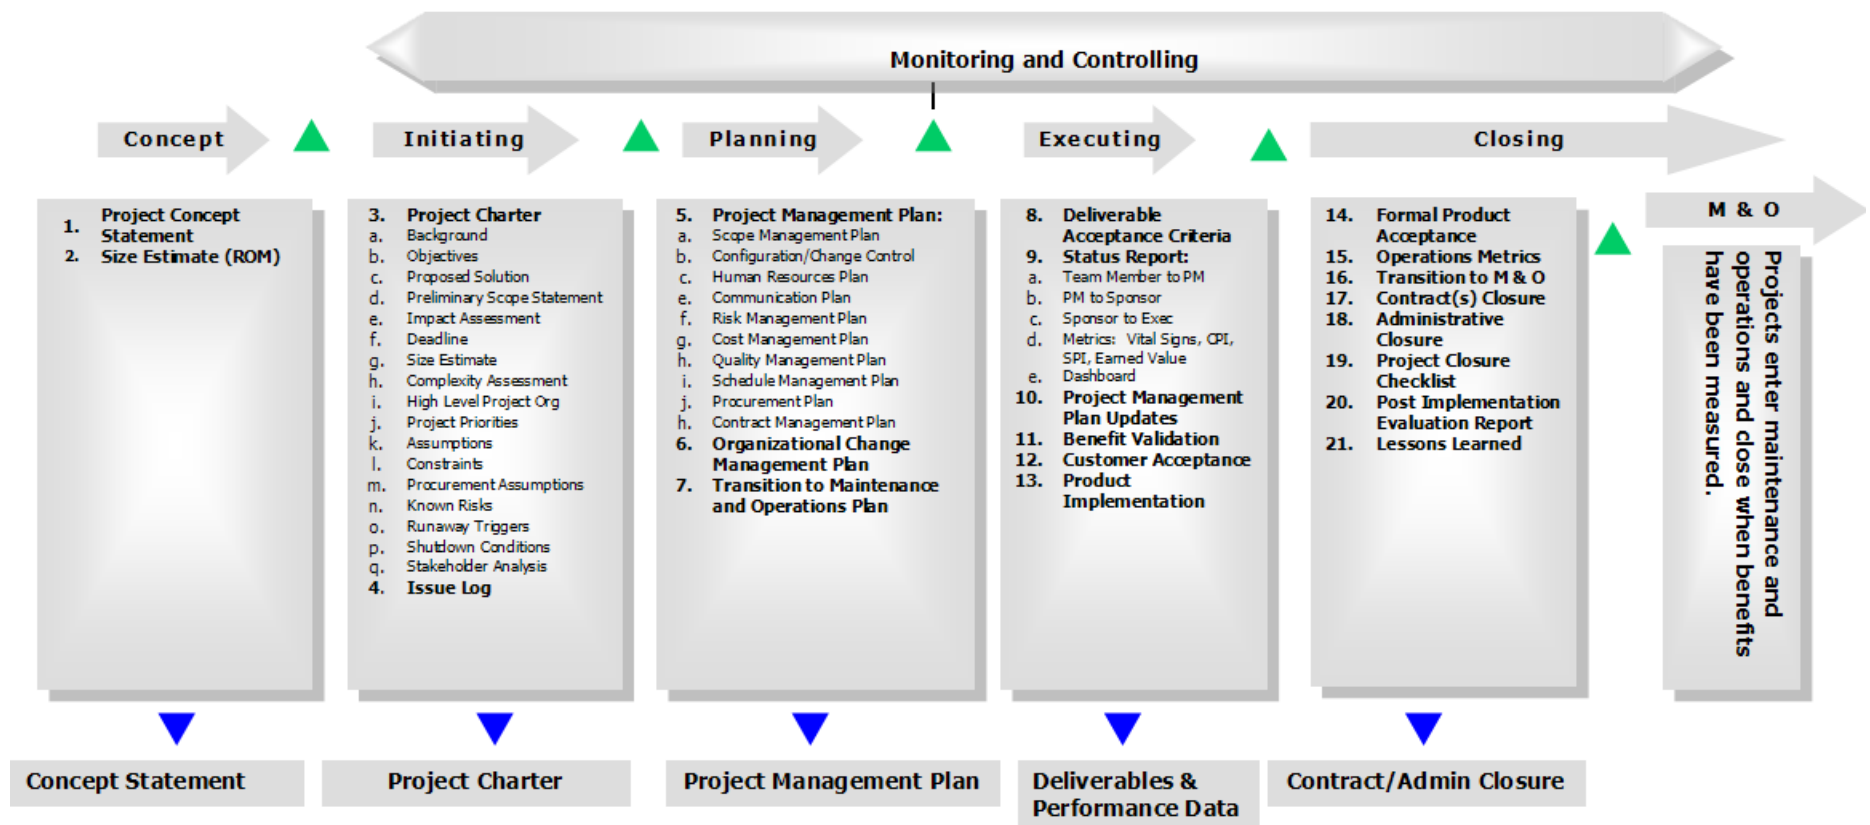 Monitoring and Controlling
Concept
Initiating
Planning
Executing
Closing
1. Project Concept
Statement
2. Size Estimate (ROM)
3. Project Charter
a. Background
b. Objectives
c. Proposed Solution
d. Preliminary Scope Statement
e. Impact Assessment
f. Deadline
g. Size Estimate
h. Complexity Assessment
i. High Level Project Org
j. Project Priorities
k. Assumptions
l. Constraints
m. Procurement Assumptions
n. Known Risks
o. Runaway Triggers
p. Shutdown Conditions
q. Stakeholder Analysis
4. Issue Log
5. Project Management Plan:
a. Scope Management Plan
b. Configuration/Change Control
c. Human Resources Plan
e. Communication Plan
f. Risk Management Plan
g. Cost Management Plan
h. Quality Management Plan
i. Schedule Management Plan
j. Procurement Plan
h. Contract Management Plan
6. Organizational Change
Management Plan
7. Transition to Maintenance
and Operations Plan
8. Deliverable
Acceptance Criteria
9. Status Report:
a. Team Member to PM
b. PM to Sponsor
c. Sponsor to Exec
d. Metrics: Vital Signs, CPI,
SPI, Earned Value
e. Dashboard
10. Project Management
Plan Updates
11. Benefit Validation
12. Customer Acceptance
13. Product
Implementation
14. Formal Product
Acceptance
15. Operations Metrics
16. Transition to M & O
17. Contract(s) Closure
18. Administrative
Closure
19. Project Closure
Checklist
20. Post Implementation
Evaluation Report
21. Lessons Learned
M & O
Projects enter maintenance and
operations and close when benefits
have been measured.
Concept Statement
Project Charter
Project Management Plan
Deliverables &
Performance Data
Contract/Admin Closure